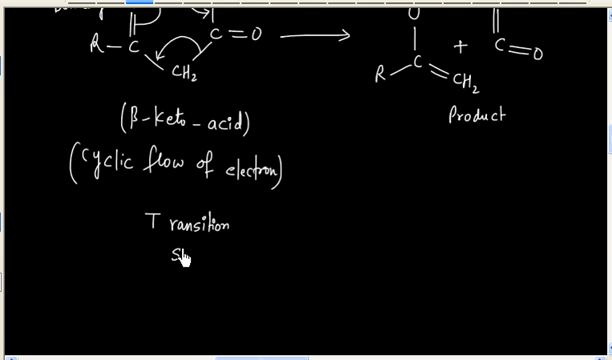 R-C
C=O
CH2
O
+
R
C
CH2
C
O
(β-keto-acid)
Product
(Cyclic flow of electron)
Transition
S